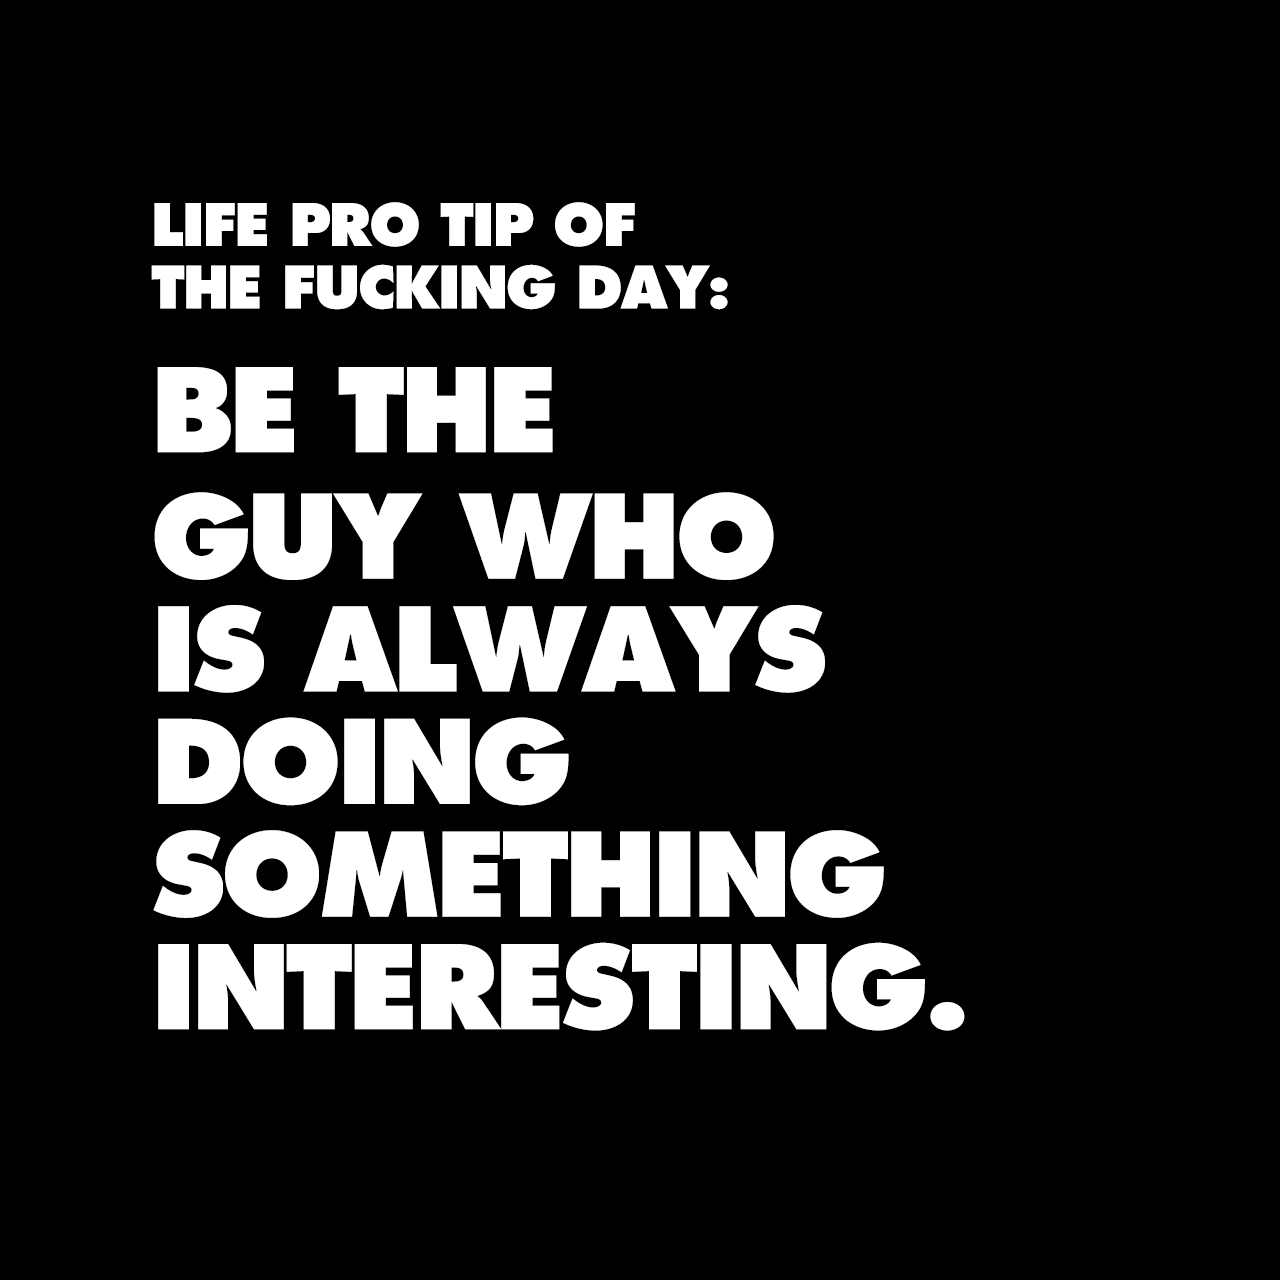 LIFE PRO TIP OF
THE FUCKING DAY:
BE THE
GUY WHO
IS ALWAYS
DOING
SOMETHING
INTERESTING.